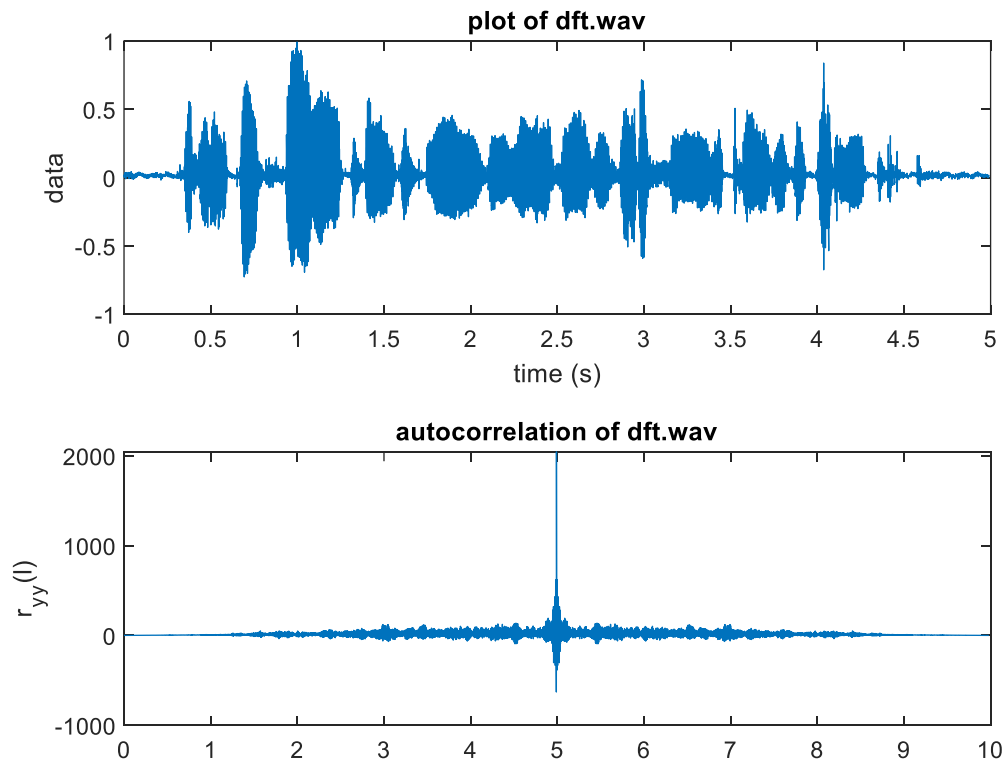 plot of dft.wav
1
0.5
0
-0.5
-1
data
0 0.5 1 1.5 2 2.5 3 3.5 4 4.5 5
time (s)
autocorrelation of dft.wav
2000
1000
0
-1000
r_yy(l)
0 1 2 3 4 5 6 7 8 9 10